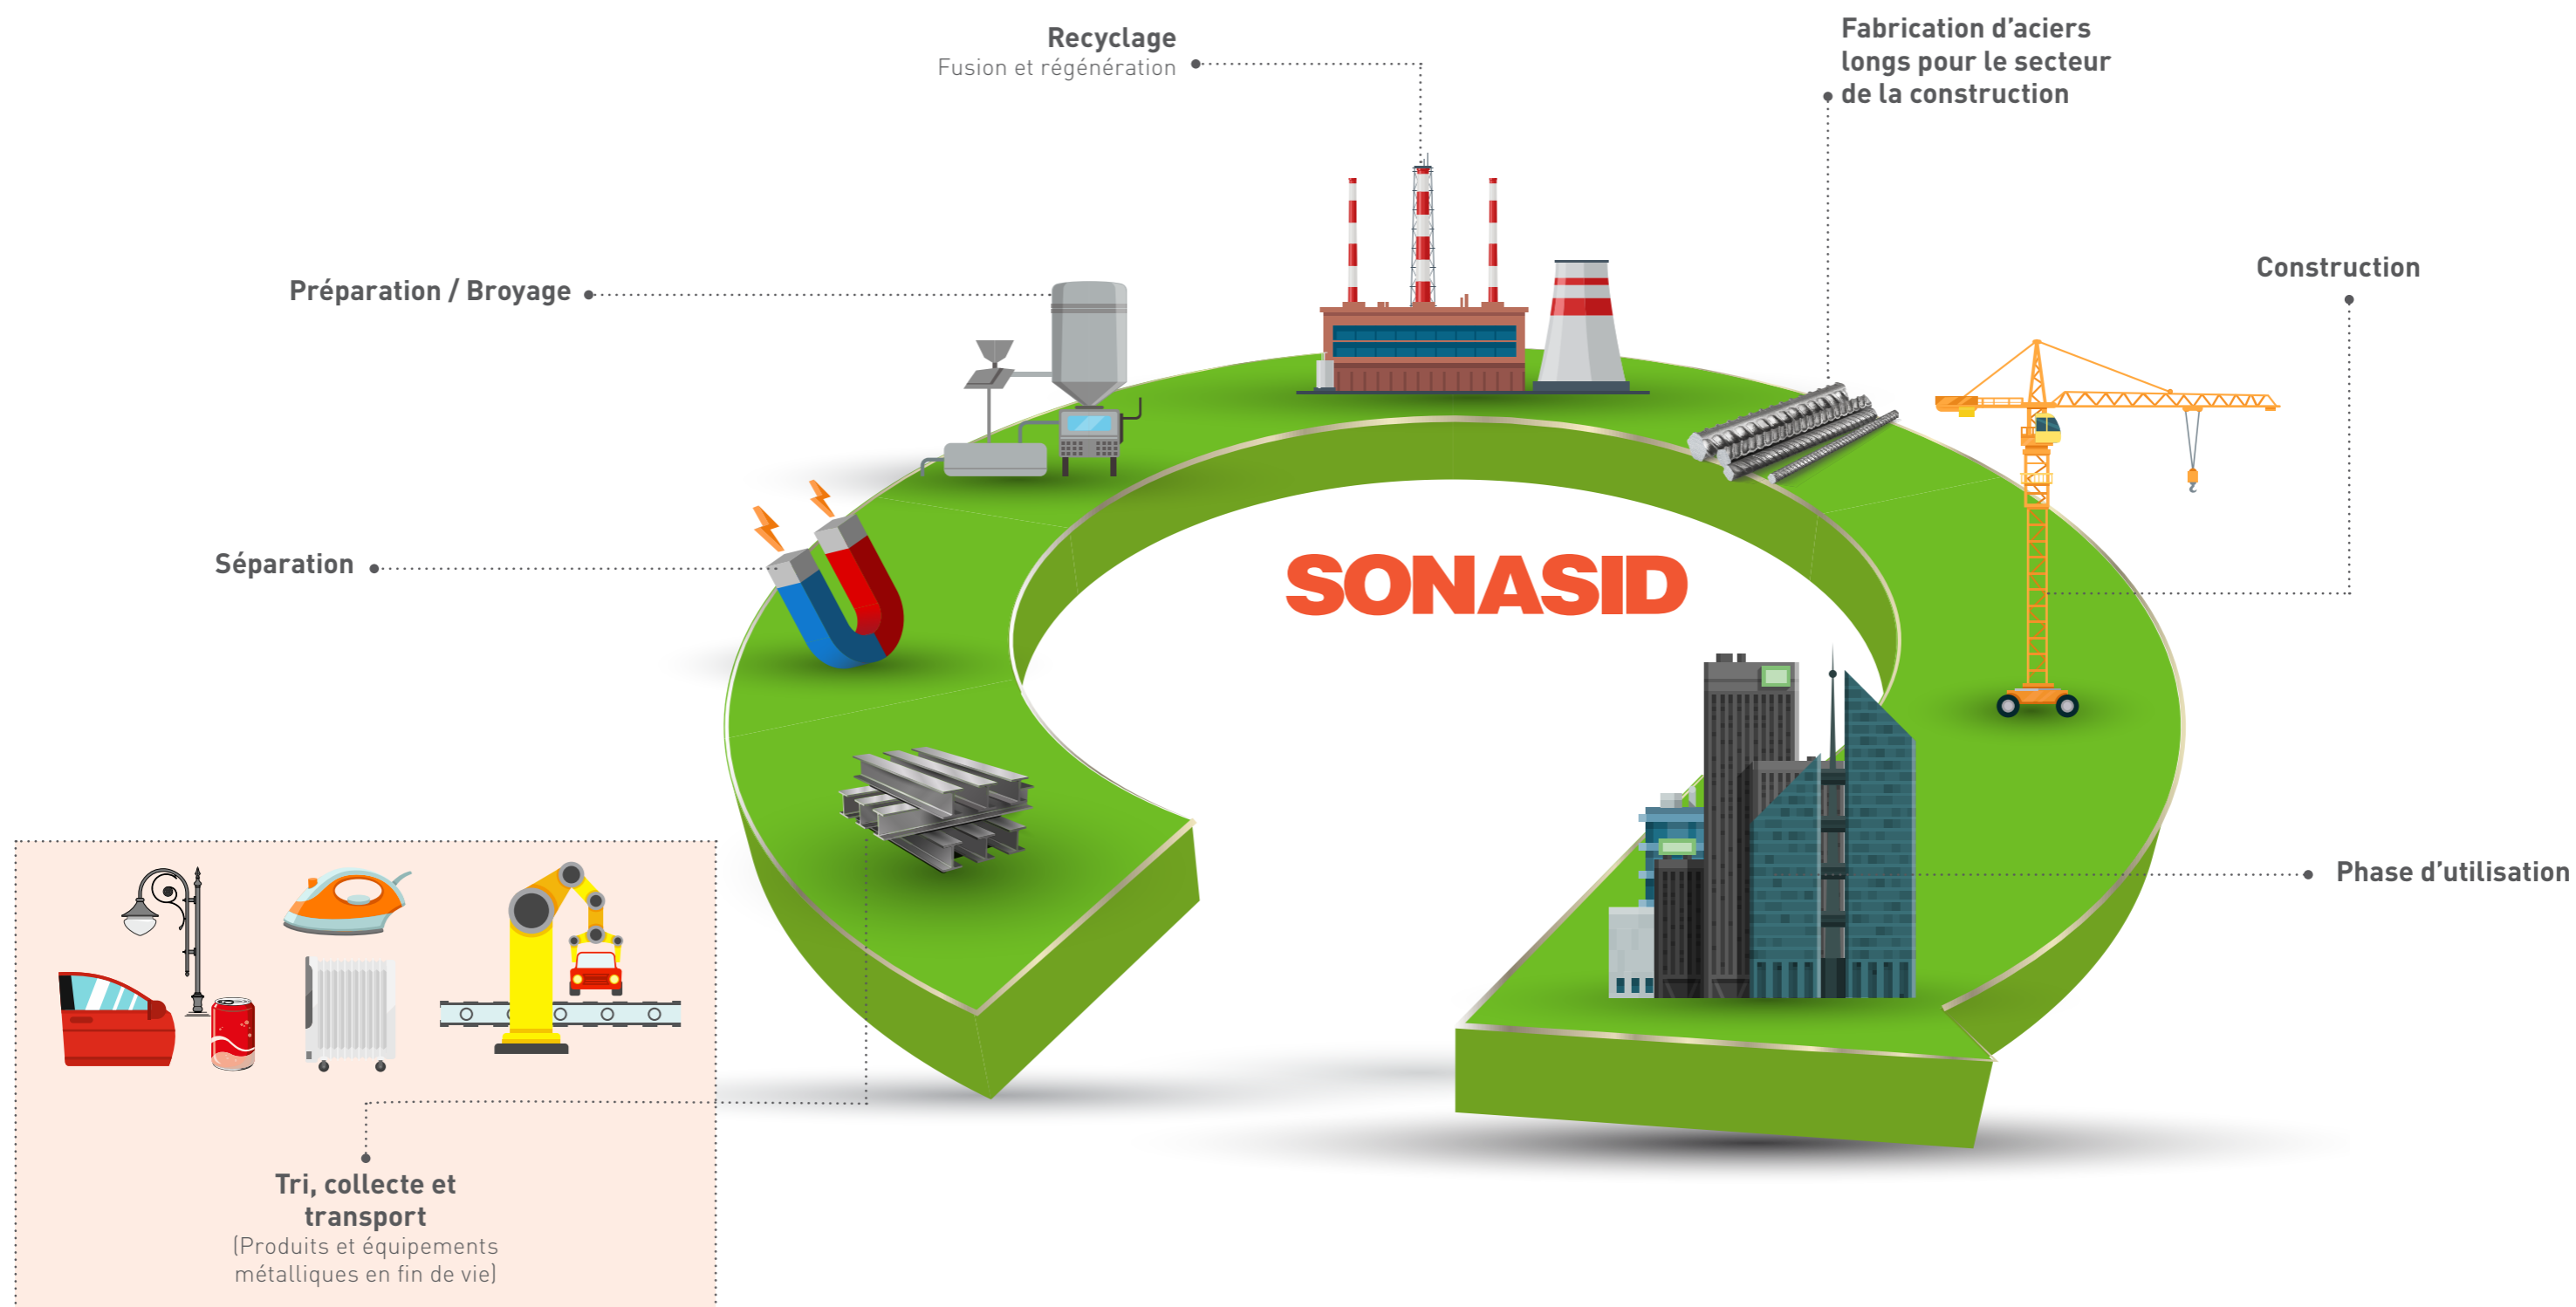 Recyclage
Fusion et régénération
Fabrication d’aciers
longs pour le secteur
de la construction
Construction
Préparation / Broyage
Séparation
SONASID
Phase d’utilisation
Tri, collecte et
transport
(Produits et équipements
métalliques en fin de vie)